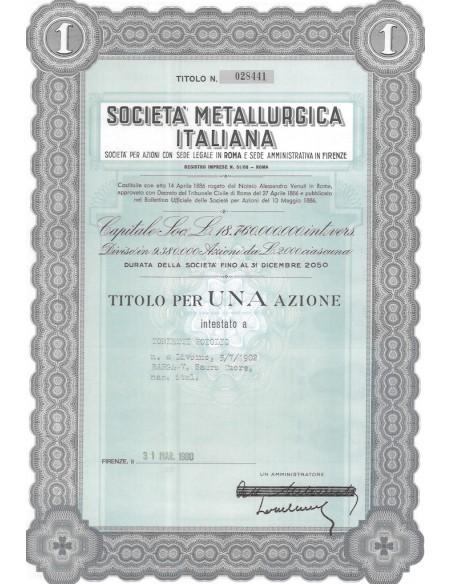 1
1
TITOLO N. 028441
SOCIETA' METALLURGICA
ITALIANA
SOCIETA' PER AZIONI CON SEDE LEGALE IN ROMA E SEDE AMMINISTRATIVA IN FIRENZE
REGISTRO IMPRESE N. 51/08 - ROMA
Costituita con atto 14 Aprile 1886 rogato dal Notaio Alessandro Venuti in Roma,
approvato con Decreto del Tribunale Civile di Roma del 27 Aprile 1886 e pubblicato
nel Bollettino Ufficiale delle Società per Azioni del 13 Maggio 1886.
Capitale Soc. L. 18.760.000.000 int. vers.
Diviso in 9.380.000 Azioni da L. 2000 ciascuna
DURATA DELLA SOCIETA' FINO AL 31 DICEMBRE 2050
TITOLO PER UNA AZIONE
intestato a
n. a Livorno, 5/7/1902
BARGA-V. Sacro Cuore,
naz. ital.
FIRENZE, li 31 MAR. 1980
UN AMMINISTRATORE